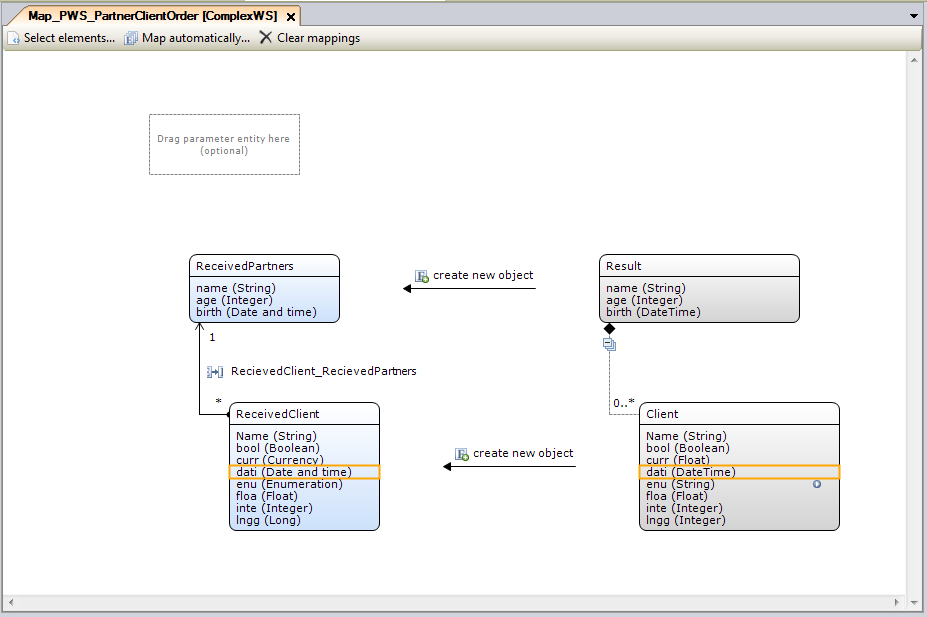 Map_PWS_PartnerClientOrder [ComplexWS]
Select elements... Map automatically... Clear mappings
Drag parameter entity here
(optional)
ReceivedPartners
name (String)
age (Integer)
birth (Date and time)
create new object
Result
name (String)
age (Integer)
birth (DateTime)
1
RecievedClient_RecievedPartners
*
0..*
ReceivedClient
Name (String)
bool (Boolean)
curr (Currency)
dati (Date and time)
enu (Enumeration)
floa (Float)
inte (Integer)
lngg (Long)
create new object
Client
Name (String)
bool (Boolean)
curr (Float)
dati (DateTime)
enu (String)
floa (Float)
inte (Integer)
lngg (Integer)